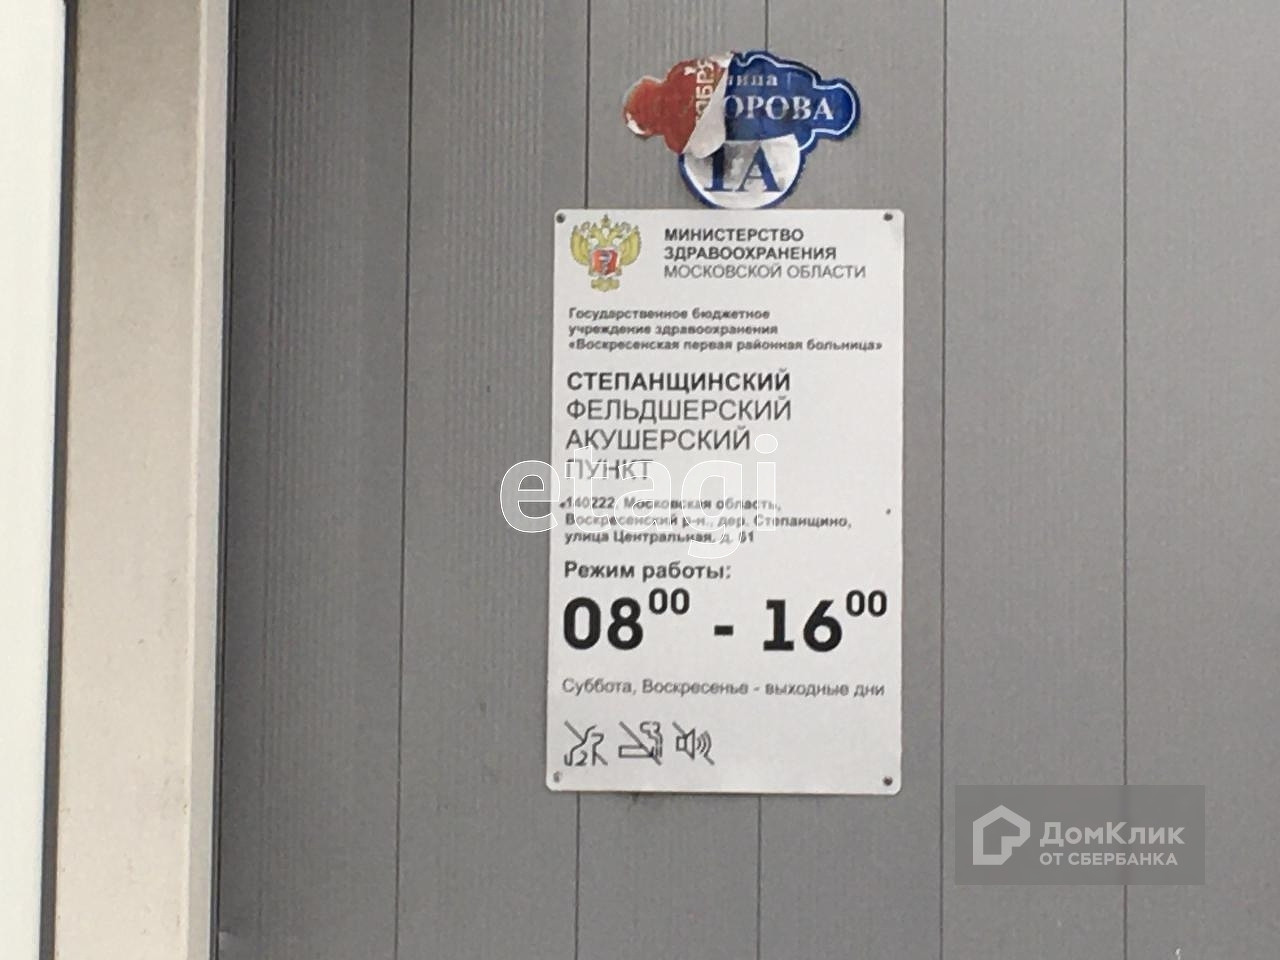 1А
МИНИСТЕРСТВО
ЗДРАВООХРАНЕНИЯ
МОСКОВСКОЙ ОБЛАСТИ
Государственное бюджетное
учреждение здравоохранения
«Воскресенская первая районная больница»
СТЕПАНЩИНСКИЙ
ФЕЛЬДШЕРСКИЙ
АКУШЕРСКИЙ
ПУНКТ
etagi
140222, Московская область,
Воскресенский р-н., дер. Степанщино,
улица Центральная, д.
Режим работы:
08⁰⁰ - 16⁰⁰
Суббота, Воскресенье - выходные дни
ДомКлик
ОТ СБЕРБАНКА